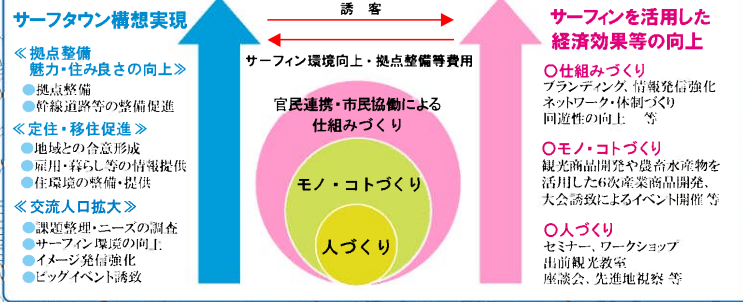 サーフタウン構想実現
≪拠点整備
魅力・住み良さの向上≫
●拠点整備
●幹線道路等の整備促進
≪定住・移住促進≫
●地域との合意形成
●雇用・暮らし等の情報提供
●住環境の整備・提供
≪交流人口拡大≫
●課題整理・ニーズの調査
●サーフィン環境の向上
●イメージ発信強化
●ビッグイベント誘致
誘客
サーフィン環境向上・拠点整備等費用
官民連携・市民協働による
仕組みづくり
モノ・コトづくり
人づくり
サーフィンを活用した
経済効果等の向上
○仕組みづくり
ブランディング、情報発信強化
ネットワーク・体制づくり
回遊性の向上 等
○モノ・コトづくり
観光商品開発や農畜水産物を
活用した6次産業商品開発、
大会誘致によるイベント開催 等
○人づくり
セミナー、ワークショップ
出前観光教室
座談会、先進地視察 等